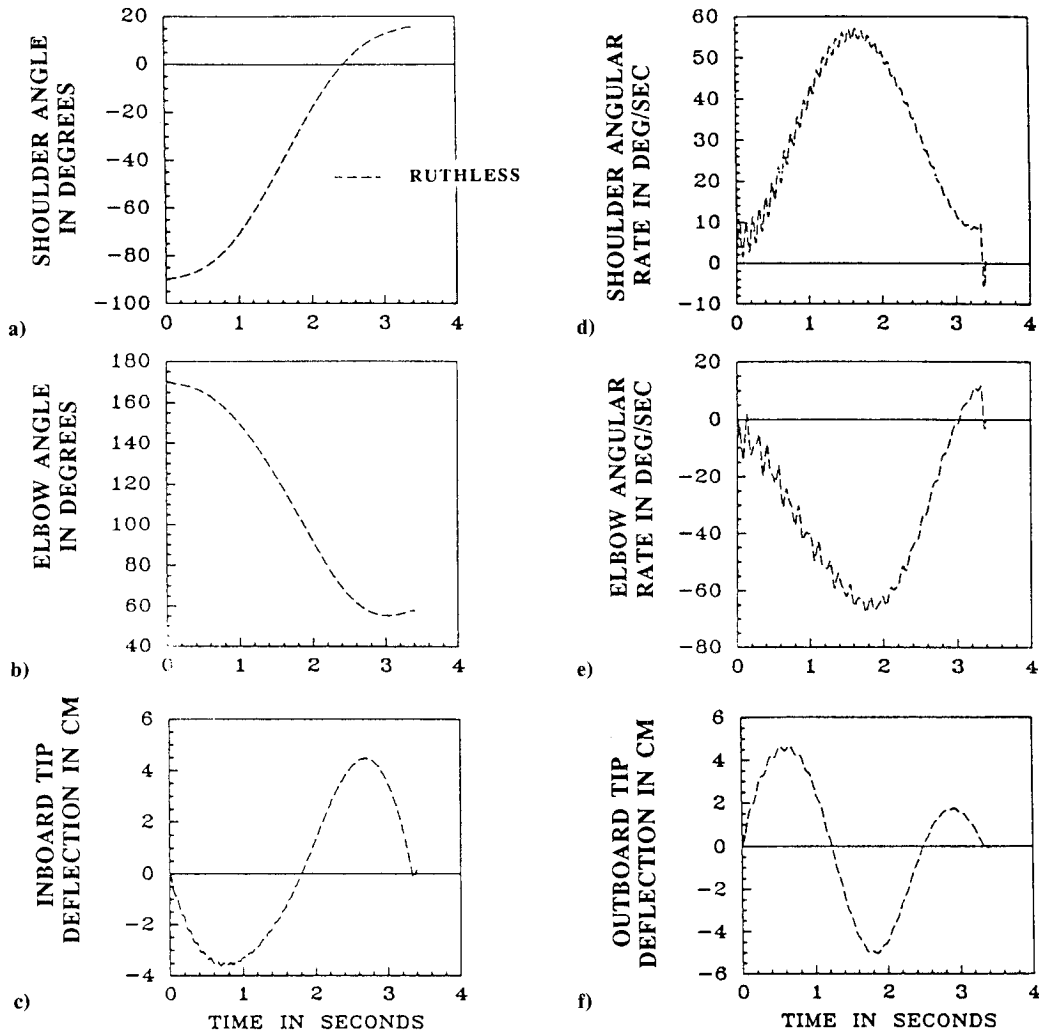 SHOULDER ANGLE
IN DEGREES
20
0
−20
−40
−60
−80
−100
0 1 2 3 4
RUTHLESS
a)
SHOULDER ANGULAR
RATE IN DEG/SEC
60
50
40
30
20
10
0
−10
0 1 2 3 4
d)
ELBOW ANGLE
IN DEGREES
180
160
140
120
100
80
60
40
0 1 2 3 4
b)
ELBOW ANGULAR
RATE IN DEG/SEC
20
0
−20
−40
−60
−80
0 1 2 3 4
e)
INBOARD TIP
DEFLECTION IN CM
6
4
2
0
−2
−4
0 1 2 3 4
TIME IN SECONDS
c)
OUTBOARD TIP
DEFLECTION IN CM
6
4
2
0
−2
−4
−6
0 1 2 3 4
TIME IN SECONDS
f)